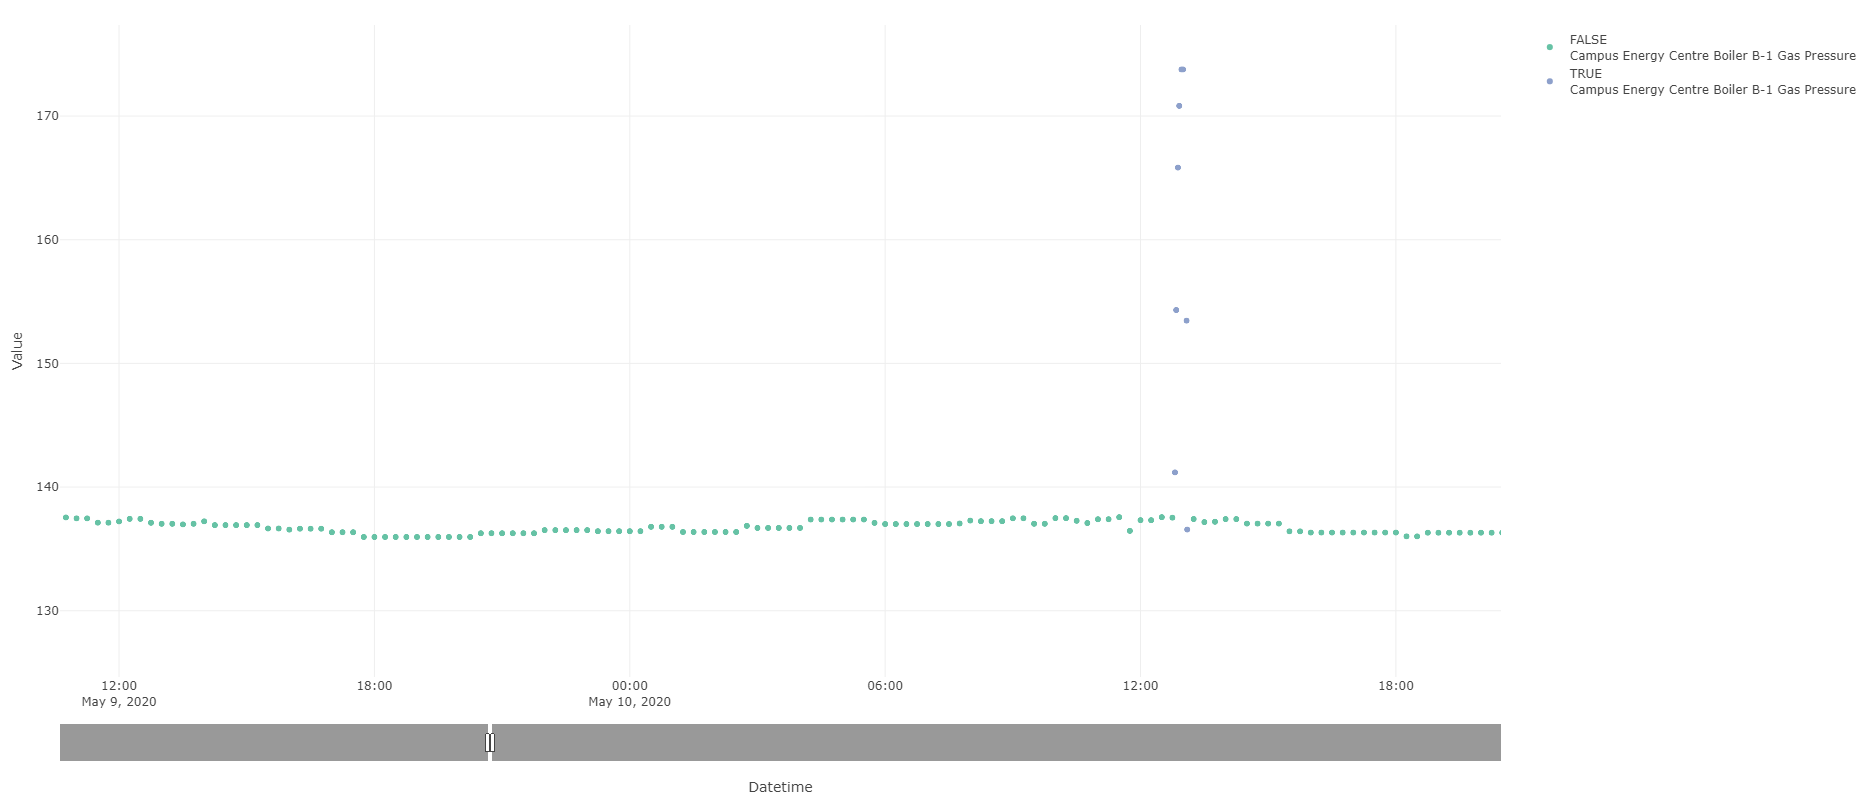 FALSE
Campus Energy Centre Boiler B-1 Gas Pressure
TRUE
Campus Energy Centre Boiler B-1 Gas Pressure
170
160
150
140
130
Value
12:00
May 9, 2020
18:00
00:00
May 10, 2020
06:00
12:00
18:00
Datetime